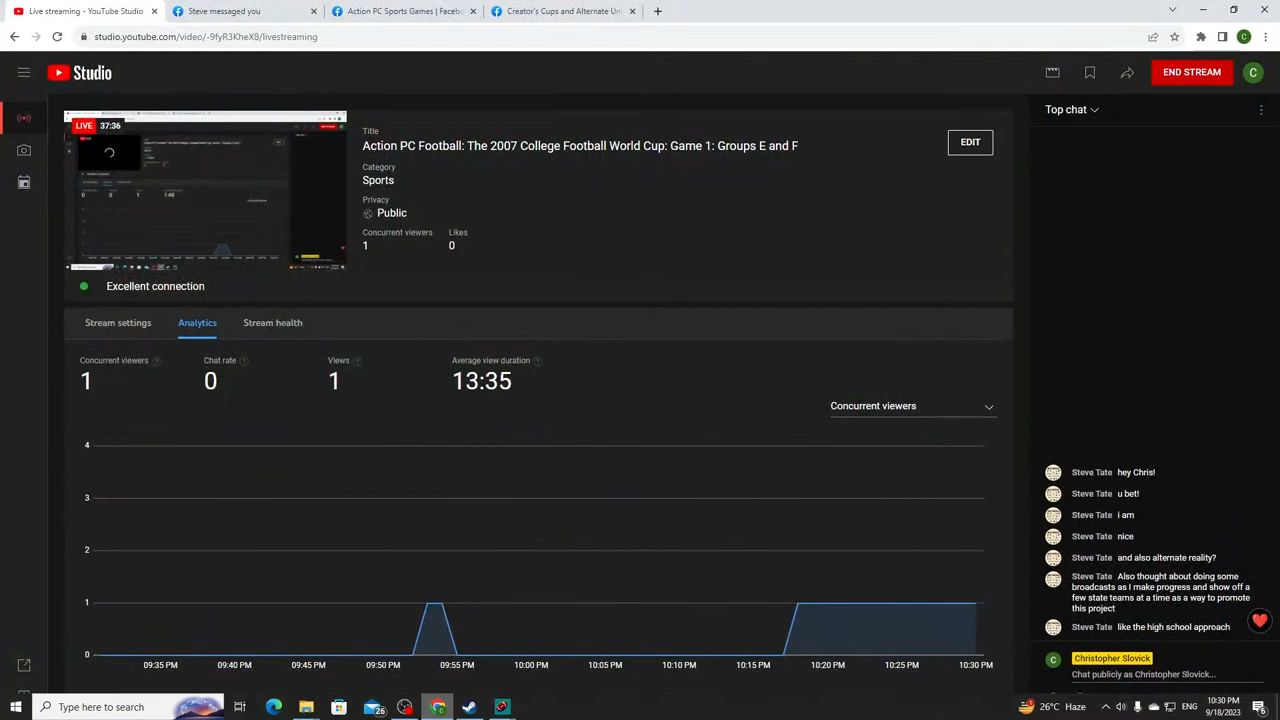 Live streaming - YouTube Studio
Steve messaged you
Action PC Sports Games | Facebo
Creator's Cups and Alternate Un
studio.youtube.com/video/-9fyR3KheX8/livestreaming
C
Studio
END STREAM
C
LIVE 37:36
Title
Action PC Football: The 2007 College Football World Cup: Game 1: Groups E and F
EDIT
Category
Sports
Privacy
Public
Concurrent viewers Likes
1 0
Excellent connection
Stream settings Analytics Stream health
Concurrent viewers Chat rate Views Average view duration
1 0 1 13:35
Concurrent viewers
4
3
2
1
0
09:35 PM 09:40 PM 09:45 PM 09:50 PM 09:55 PM 10:00 PM 10:05 PM 10:10 PM 10:15 PM 10:20 PM 10:25 PM 10:30 PM
Top chat
Steve Tate hey Chris!
Steve Tate u bet!
Steve Tate i am
Steve Tate nice
Steve Tate and also alternate reality?
Steve Tate Also thought about doing some
broadcasts as I make progress and show off a
few state teams at a time as a way to promote
this project
Steve Tate like the high school approach
C Christopher Slovick
Chat publicly as Christopher Slovick...
Type here to search
26
26°C Haze
ENG
10:30 PM
9/18/2023
6